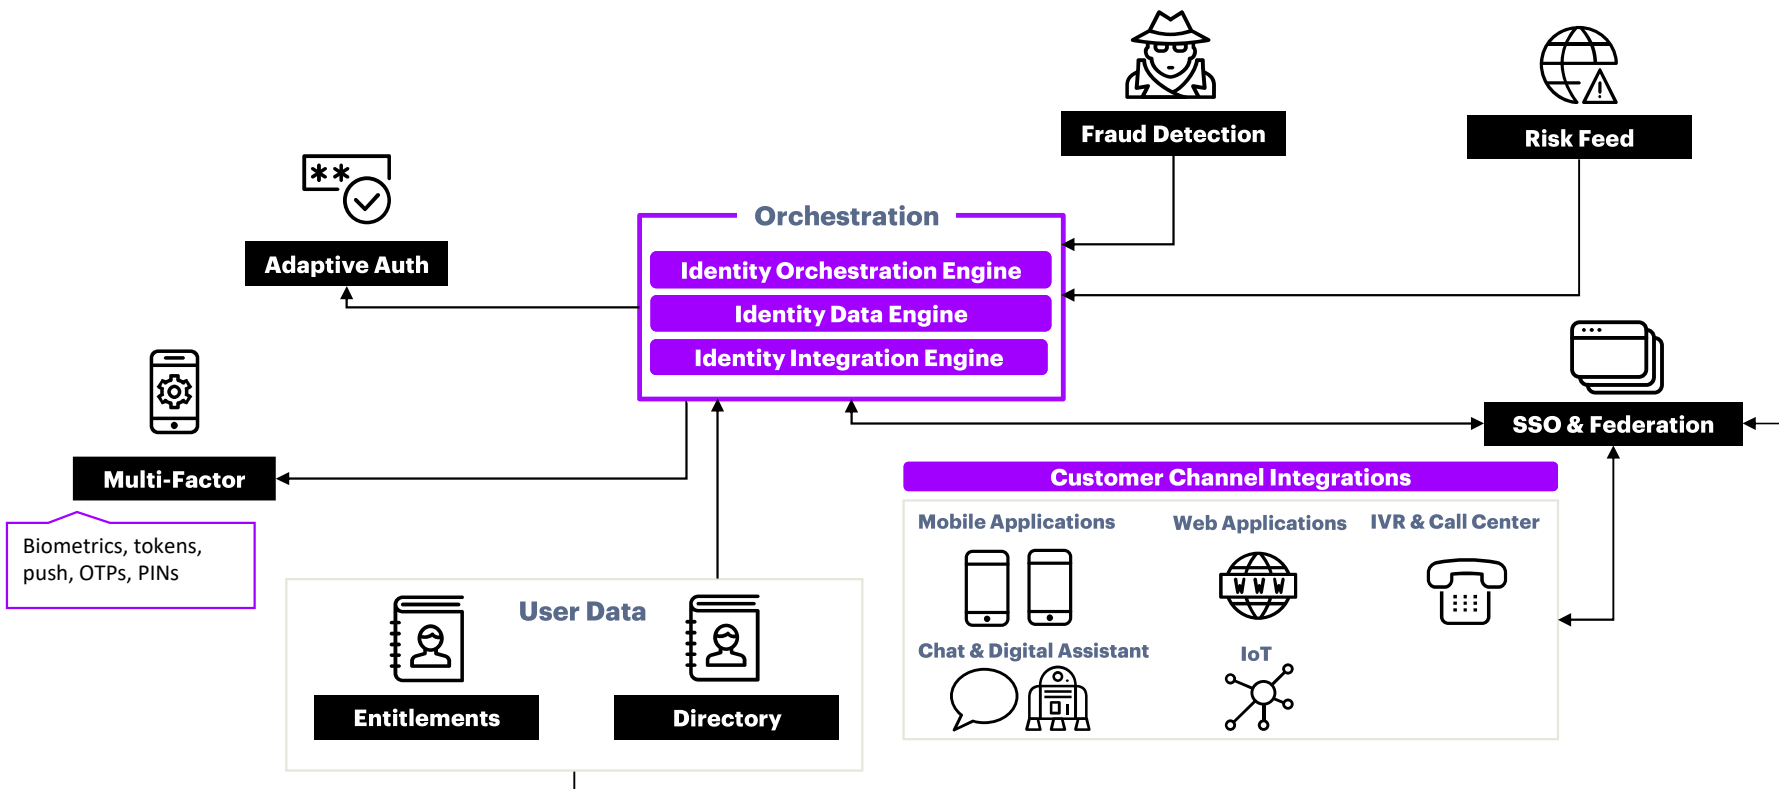 Fraud Detection
Risk Feed
Adaptive Auth
Orchestration
Identity Orchestration Engine
Identity Data Engine
Identity Integration Engine
Multi-Factor
Biometrics, tokens,
push, OTPs, PINs
SSO & Federation
Customer Channel Integrations
Mobile Applications
Web Applications
IVR & Call Center
WWW
Chat & Digital Assistant
IoT
User Data
Entitlements
Directory